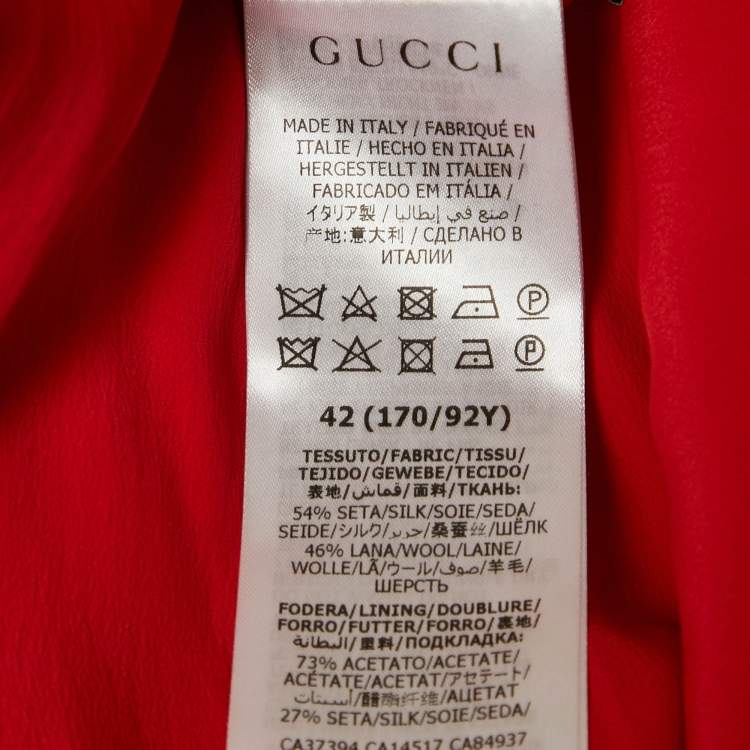 GUCCI
MADE IN ITALY / FABRIQUÉ EN
ITALIE / HECHO EN ITALIA /
HERGESTELLT IN ITALIEN /
FABRICADO EM ITÁLIA /
イタリア製 / صنع في إيطاليا /
产地:意大利 / СДЕЛАНО В
ИТАЛИИ
P
P
42 (170/92Y)
TESSUTO/FABRIC/TISSU/
TEJIDO/GEWEBE/TECIDO/
表地/قماش/面料/ТКАНЬ:
54% SETA/SILK/SOIE/SEDA/
SEIDE/シルク/حرير/桑蚕丝/ШЁЛК
46% LANA/WOOL/LAINE/
WOLLE/LÃ/ウール/صوف/羊毛/
ШЕРСТЬ
FODERA/LINING/DOUBLURE/
FORRO/FUTTER/FORRO/裏地/
البطانة/里料/ПОДКЛАДКА:
73% ACETATO/ACETATE/
ACÉTATE/ACETAT/アセテート/
أسيتات/醋酯纤维/АЦЕТАТ
27% SETA/SILK/SOIE/SEDA/
CA37394 CA14517 CA84937